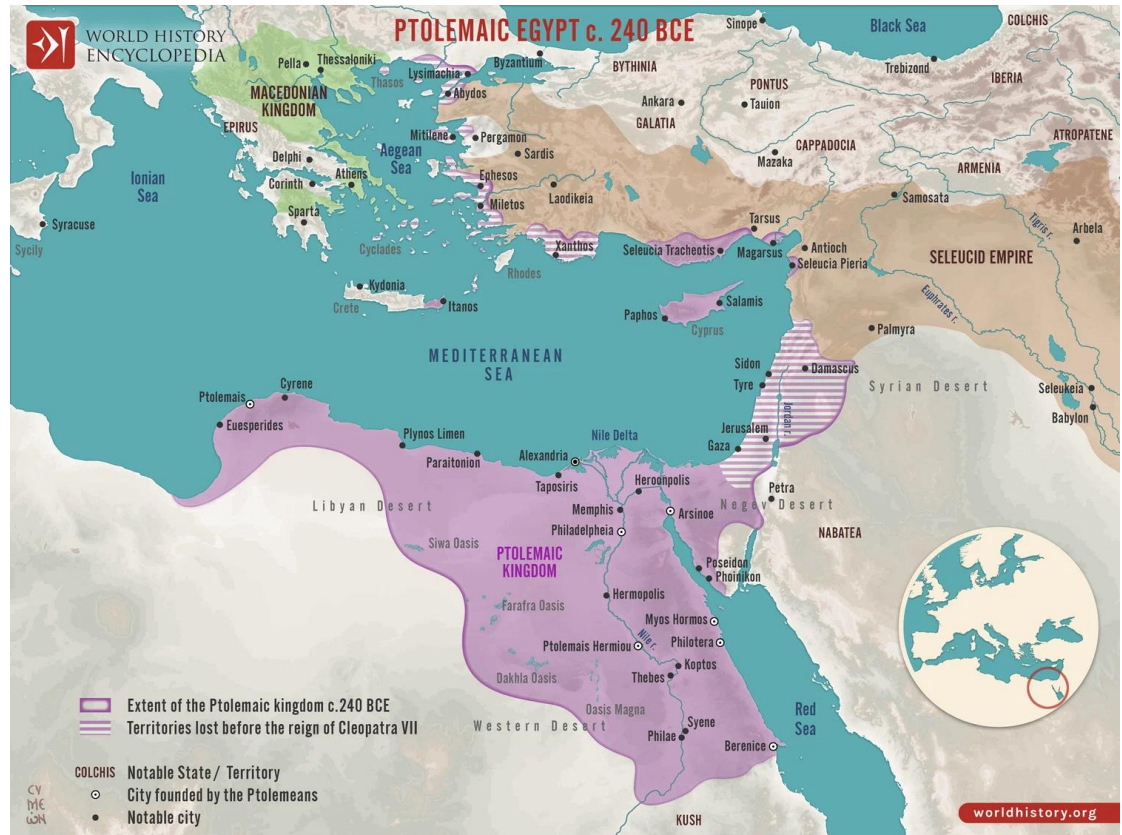 WORLD HISTORY
ENCYCLOPEDIA
PTOLEMAIC EGYPT c. 240 BCE
Sinope
Black Sea
COLCHIS
Pella
Thessaloniki
Thasos
Lysimachia
Byzantium
BITHYNIA
PONTUS
Trebizond
IBERIA
MACEDONIAN
KINGDOM
Abydos
Ankara
Tauion
GALATIA
EPIRUS
Aegean
Sea
Mitilene
Pergamon
Sardis
CAPPADOCIA
Mazaka
ATROPATENE
ARMENIA
Delphi
Ionian
Sea
Corinth
Athens
Ephesos
Laodikeia
Samosata
Miletos
Sparta
Syracuse
Sycily
Cyclades
Xanthos
Rhodes
Tarsus
Seleucia Tracheotis
Magarsus
Antioch
Seleucia Pieria
Tigris r.
Arbela
SELEUCID EMPIRE
Euphrates r.
Kydonia
Crete
Itanos
Salamis
Paphos
Cyprus
Palmyra
MEDITERRANEAN
SEA
Sidon
Damascus
Tyre
Syrian Desert
Seleukeia
Babylon
Jordan r.
Ptolemais
Cyrene
Euesperides
Plynos Limen
Paraitonion
Alexandria
Nile Delta
Jerusalem
Gaza
Taposiris
Heroonpolis
Petra
Negev Desert
Libyan Desert
Memphis
Arsinoe
Philadelpheia
NABATEA
Siwa Oasis
PTOLEMAIC
KINGDOM
Poseidon
Phoinikon
Hermopolis
Farafra Oasis
Myos Hormos
Nile r.
Ptolemais Hermiou
Philotera
Koptos
Dakhla Oasis
Thebes
Oasis Magna
Western Desert
Syene
Philae
Red
Sea
Berenice
KUSH
Extent of the Ptolemaic kingdom c.240 BCE
Territories lost before the reign of Cleopatra VII
COLCHIS Notable State / Territory
City founded by the Ptolemeans
Notable city
worldhistory.org